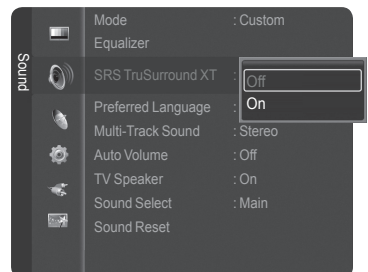 Sound
Mode : Custom
Equalizer
SRS TruSurround XT :
Off
On
Preferred Language :
Multi-Track Sound : Stereo
Auto Volume : Off
TV Speaker : On
Sound Select : Main
Sound Reset